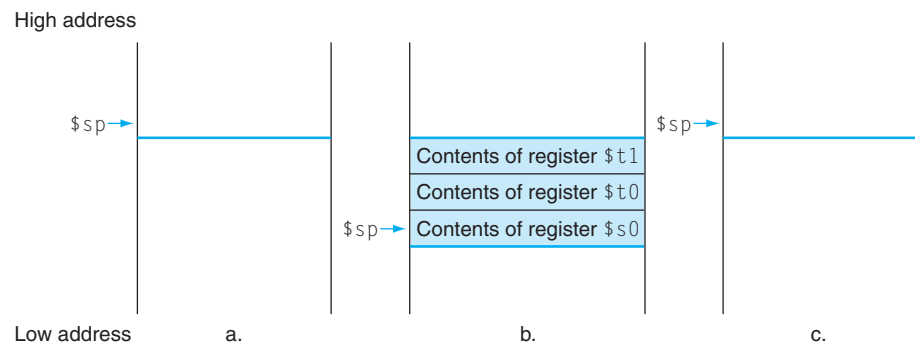 High address
$sp
$sp
Contents of register $t1
Contents of register $t0
$sp
Contents of register $s0
Low address
a.
b.
c.